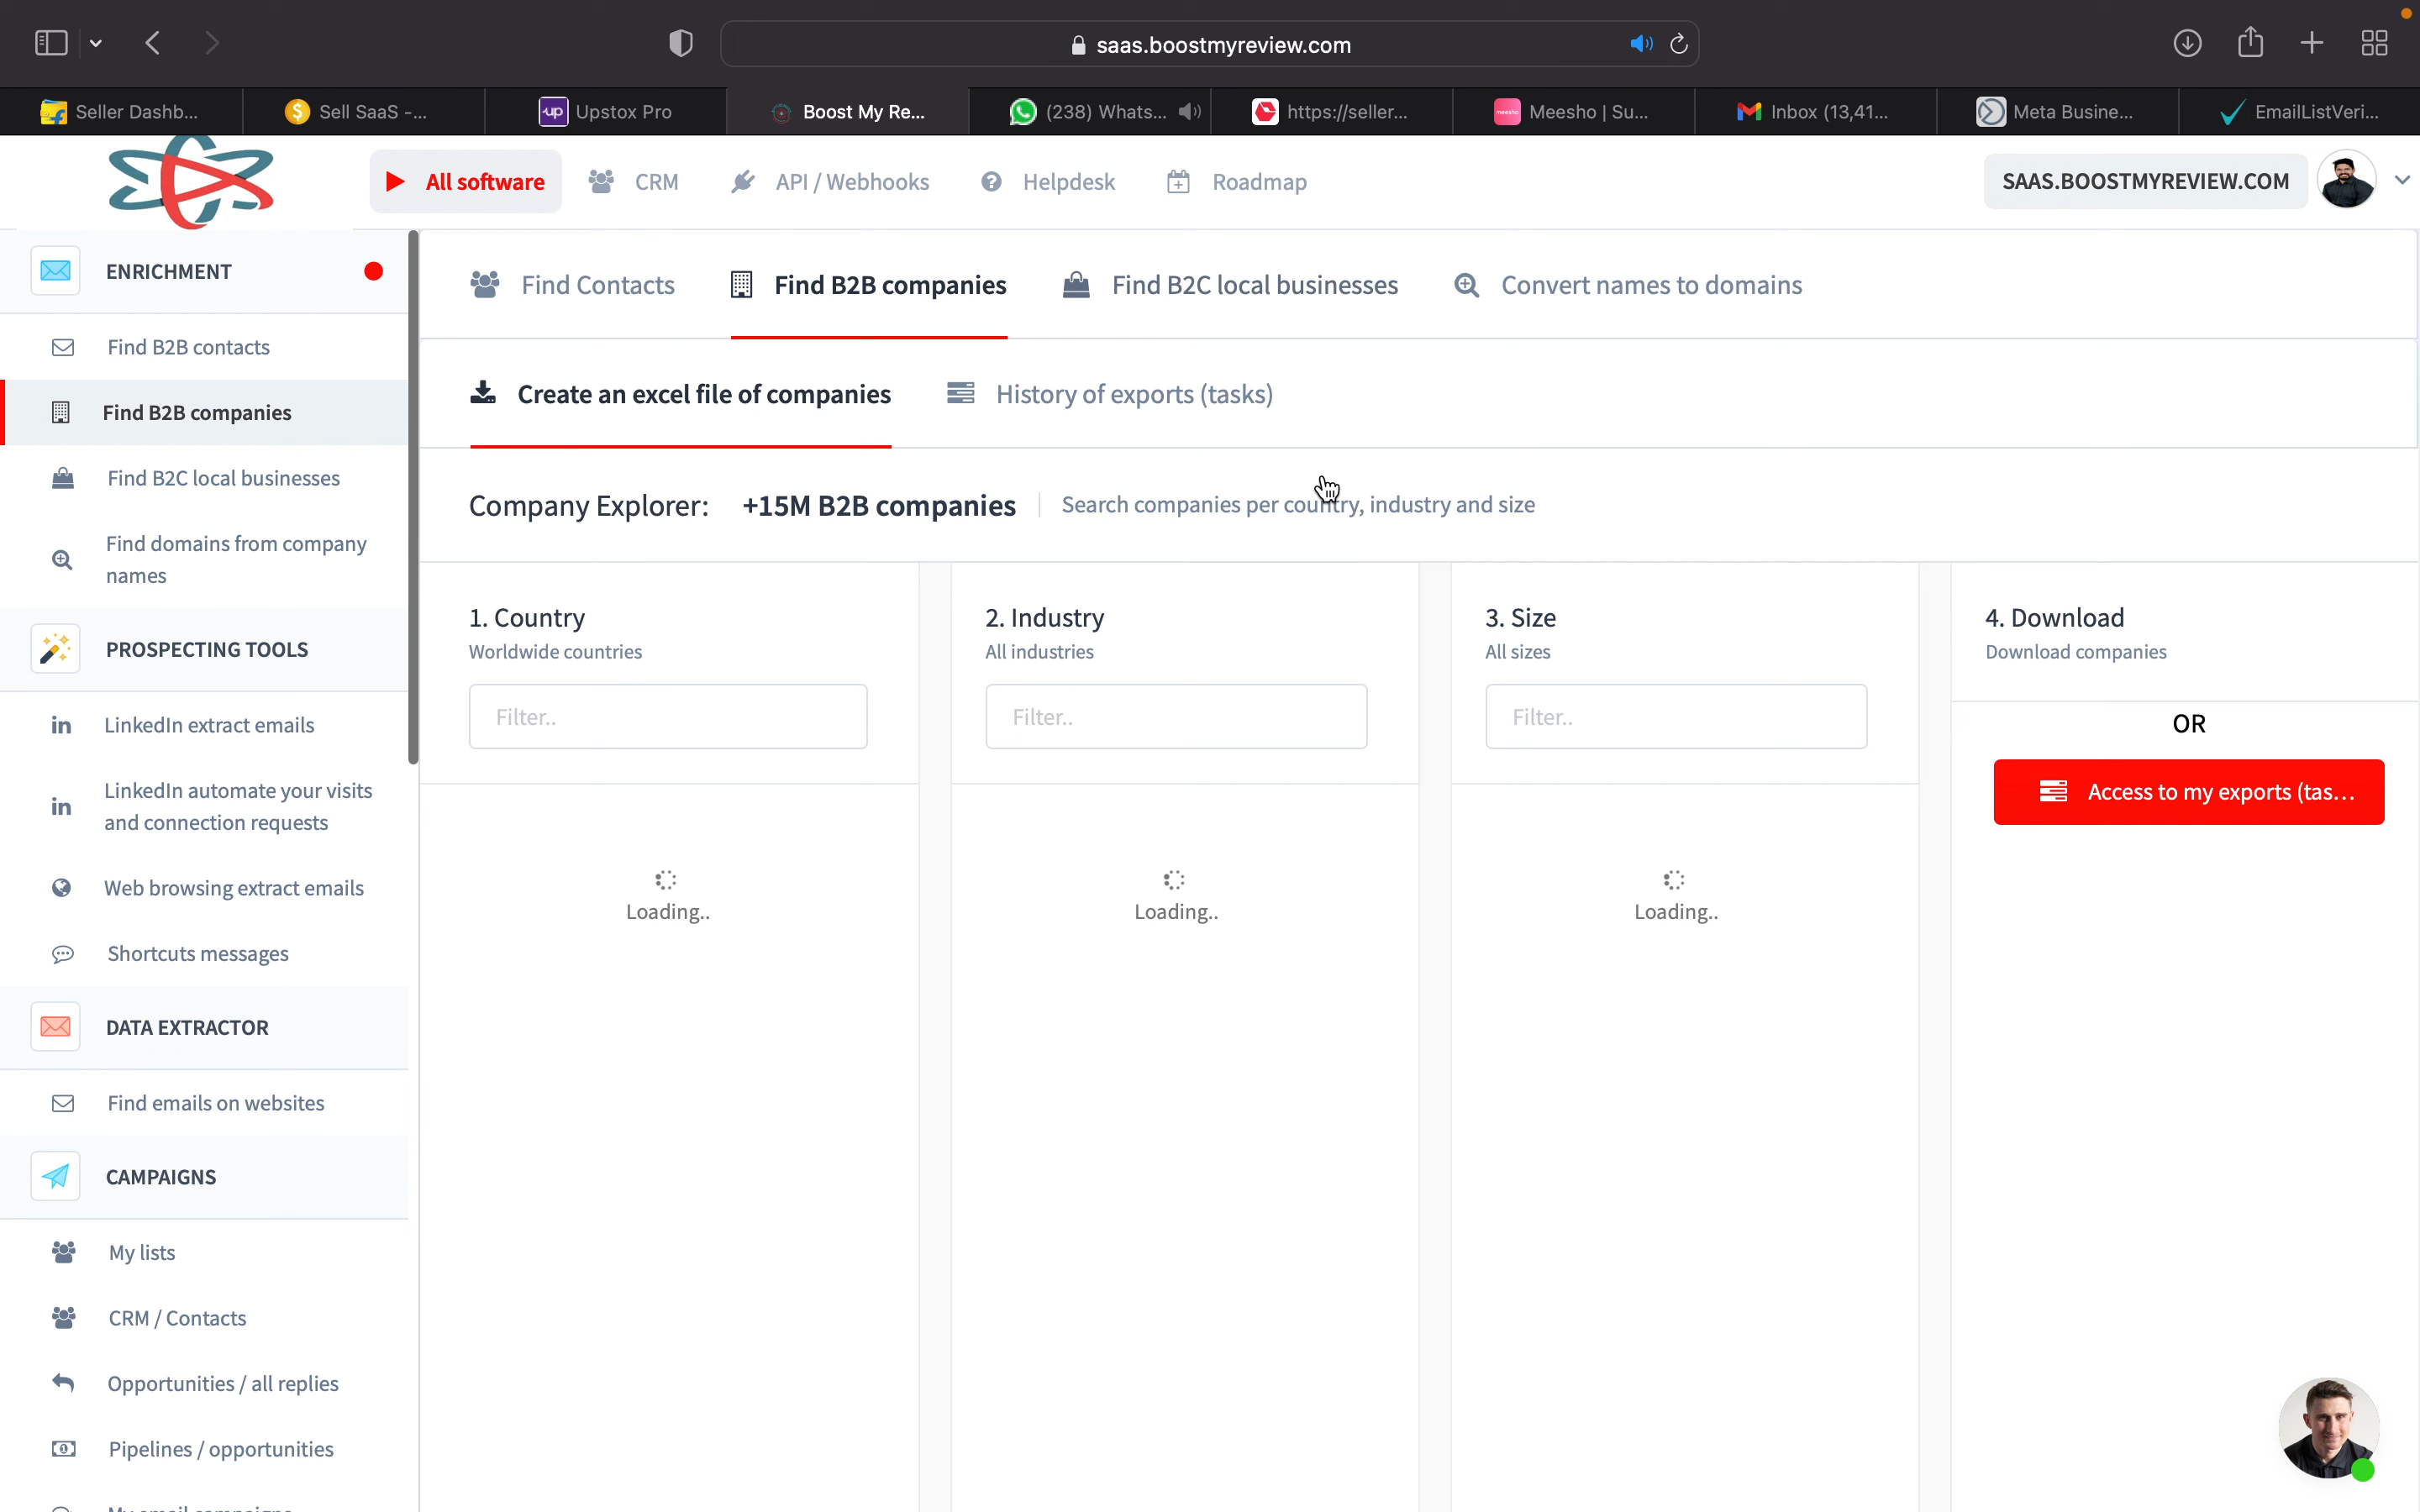 saas.boostmyreview.com
Seller Dashb...
Sell SaaS -...
Upstox Pro
Boost My Re...
(238) Whats...
https://seller...
Meesho | Su...
Inbox (13,41...
Meta Busine...
EmailListVeri...
All software
CRM
API / Webhooks
Helpdesk
Roadmap
SAAS.BOOSTMYREVIEW.COM
ENRICHMENT
Find B2B contacts
Find B2B companies
Find B2C local businesses
Find domains from company
names
PROSPECTING TOOLS
LinkedIn extract emails
LinkedIn automate your visits
and connection requests
Web browsing extract emails
Shortcuts messages
DATA EXTRACTOR
Find emails on websites
CAMPAIGNS
My lists
CRM / Contacts
Opportunities / all replies
Pipelines / opportunities
Find Contacts
Find B2B companies
Find B2C local businesses
Convert names to domains
Create an excel file of companies
History of exports (tasks)
Company Explorer: +15M B2B companies
Search companies per country, industry and size
1. Country
Worldwide countries
Filter..
Loading..
2. Industry
All industries
Filter..
Loading..
3. Size
All sizes
Filter..
Loading..
4. Download
Download companies
OR
Access to my exports (tas...